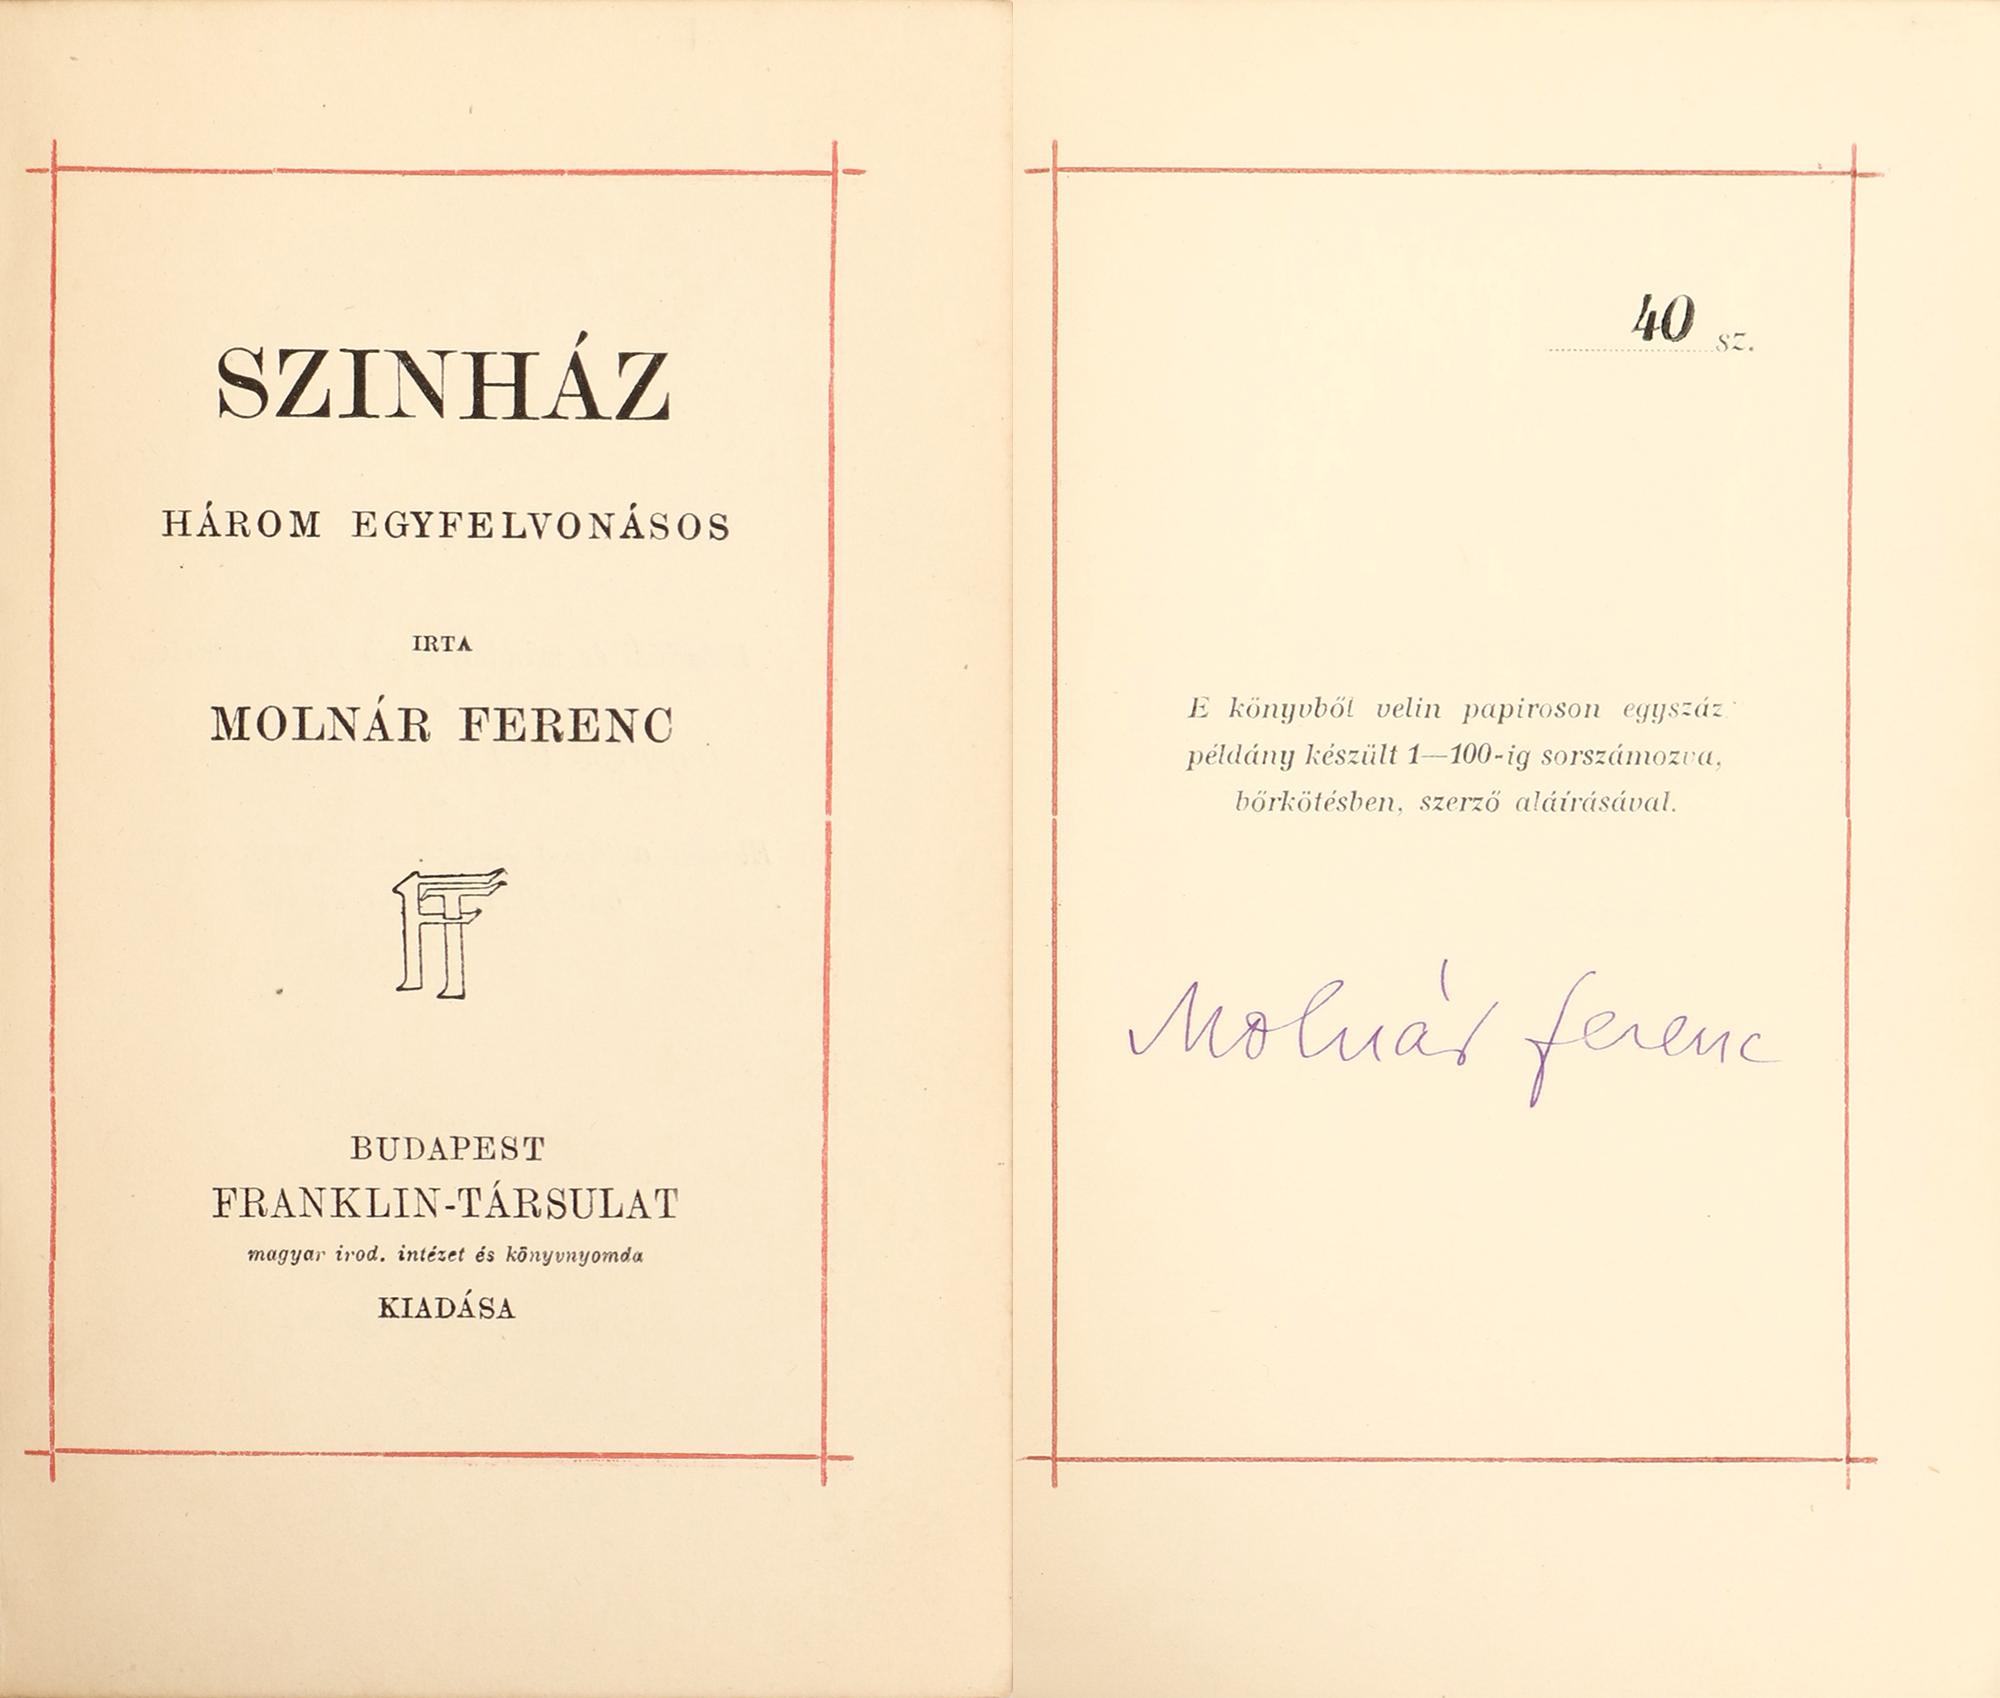 SZINHÁZ
HÁROM EGYFELVONÁSOS
IRTA
MOLNÁR FERENC
FT
BUDAPEST
FRANKLIN-TÁRSULAT
magyar irod. intézet és könyvnyomda
KIADÁSA
40 sz.
E könyvből velin papiroson egyszáz
példány készült 1—100-ig sorszámozva,
bőrkötésben, szerző aláírásával.
Molnár Ferenc